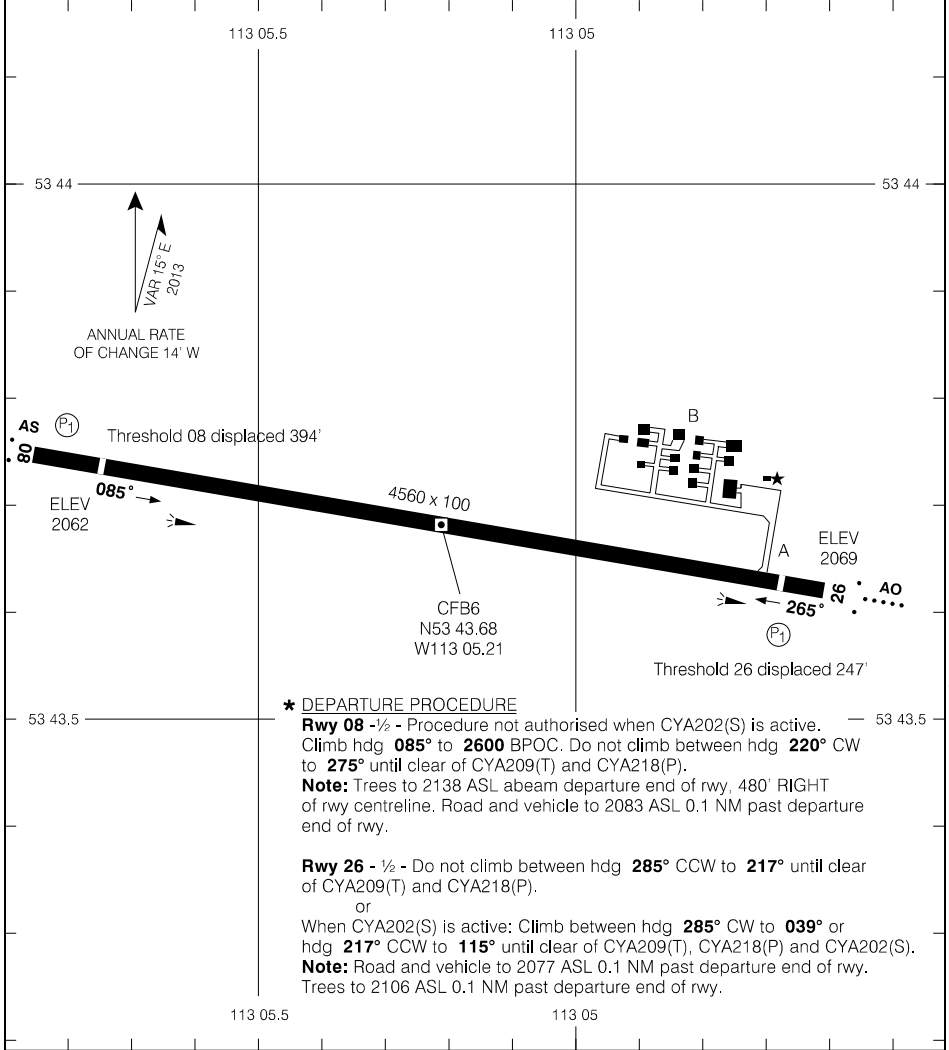 113 05.5
113 05
53 44
53 44
VAR 15° E
2013
ANNUAL RATE
OF CHANGE 14' W
AS
P1
Threshold 08 displaced 394'
08
085°
4560 x 100
B
ELEV
2062
A
ELEV
2069
26
AO
265°
P1
CFB6
N53 43.68
W113 05.21
Threshold 26 displaced 247'
* DEPARTURE PROCEDURE
53 43.5
Rwy 08 -½ - Procedure not authorised when CYA202(S) is active.
53 43.5
Climb hdg 085° to 2600 BPOC. Do not climb between hdg 220° CW
to 275° until clear of CYA209(T) and CYA218(P).
Note: Trees to 2138 ASL abeam departure end of rwy, 480' RIGHT
of rwy centreline. Road and vehicle to 2083 ASL 0.1 NM past departure
end of rwy.
Rwy 26 - ½ - Do not climb between hdg 285° CCW to 217° until clear
of CYA209(T) and CYA218(P).
or
When CYA202(S) is active: Climb between hdg 285° CW to 039° or
hdg 217° CCW to 115° until clear of CYA209(T), CYA218(P) and CYA202(S).
Note: Road and vehicle to 2077 ASL 0.1 NM past departure end of rwy.
Trees to 2106 ASL 0.1 NM past departure end of rwy.
113 05.5
113 05